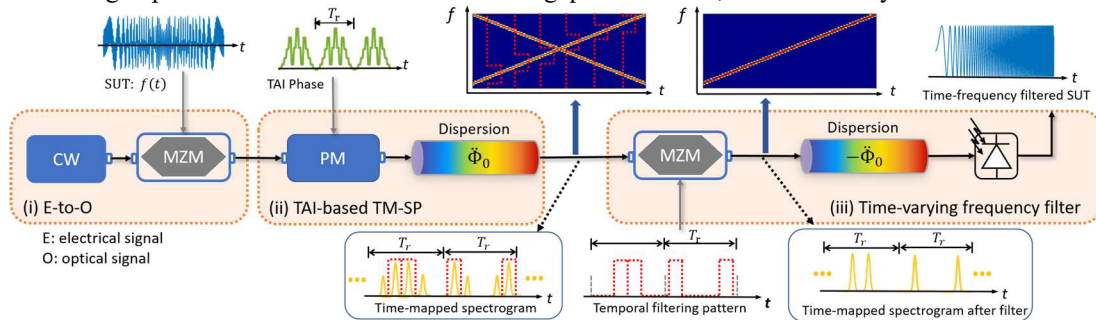 SUT: f(t)
t
TAI Phase
T_r
t
f
t
f
t
t
Time-frequency filtered SUT
CW
MZM
PM
Dispersion
Φ̈₀
MZM
Dispersion
−Φ̈₀
(i) E-to-O
(ii) TAI-based TM-SP
(iii) Time-varying frequency filter
E: electrical signal
O: optical signal
T_r
T_r
t
Time-mapped spectrogram
T_r
t
Temporal filtering pattern
T_r
T_r
t
Time-mapped spectrogram after filter